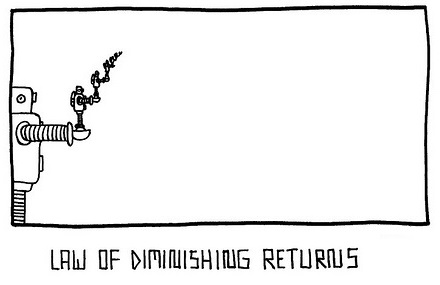 LAW OF DIMINISHING RETURNS